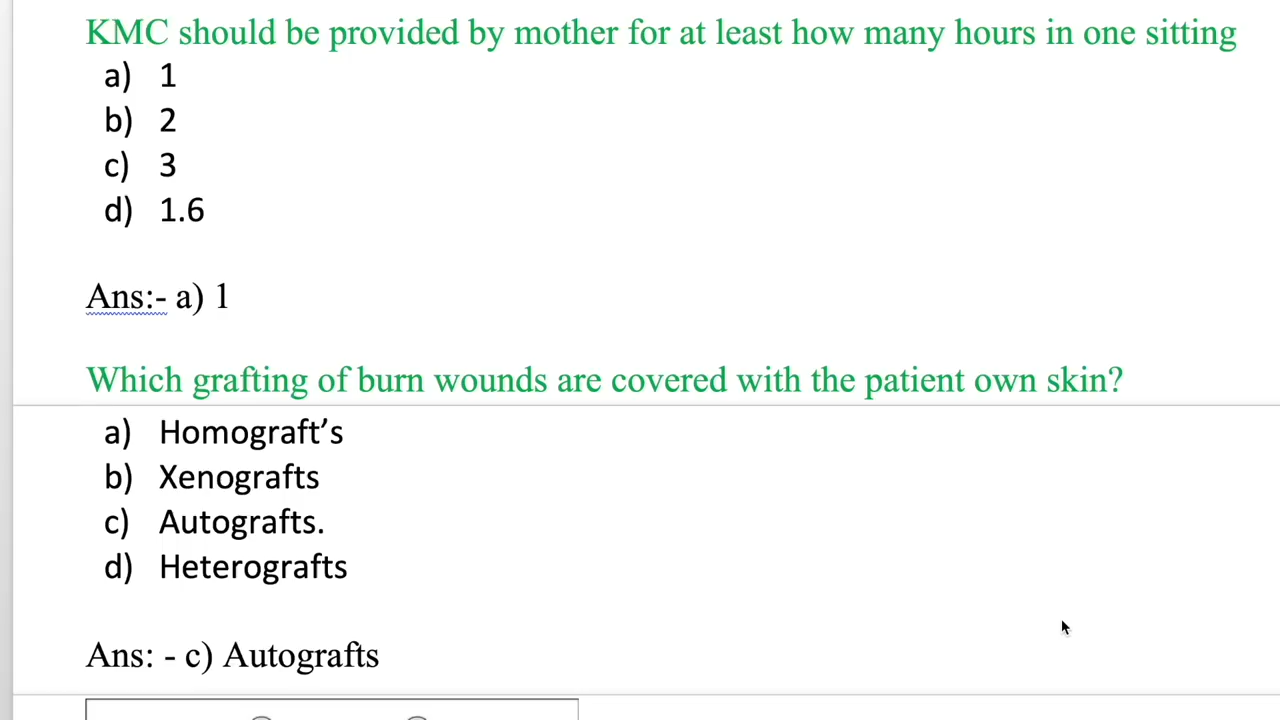 KMC should be provided by mother for at least how many hours in one sitting
a) 1
b) 2
c) 3
d) 1.6
Ans:- a) 1
Which grafting of burn wounds are covered with the patient own skin?
a) Homograft’s
b) Xenografts
c) Autografts.
d) Heterografts
Ans: - c) Autografts